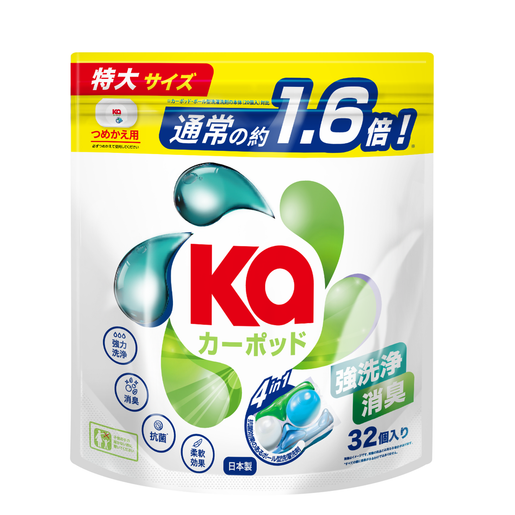 特大 サイズ
Ka
つめかえ用
通常の約1.6倍!
Ka
カーポッド
強力
洗浄
消臭
抗菌
柔軟
効果
4in1
強洗浄
消臭
32個入り
日本製